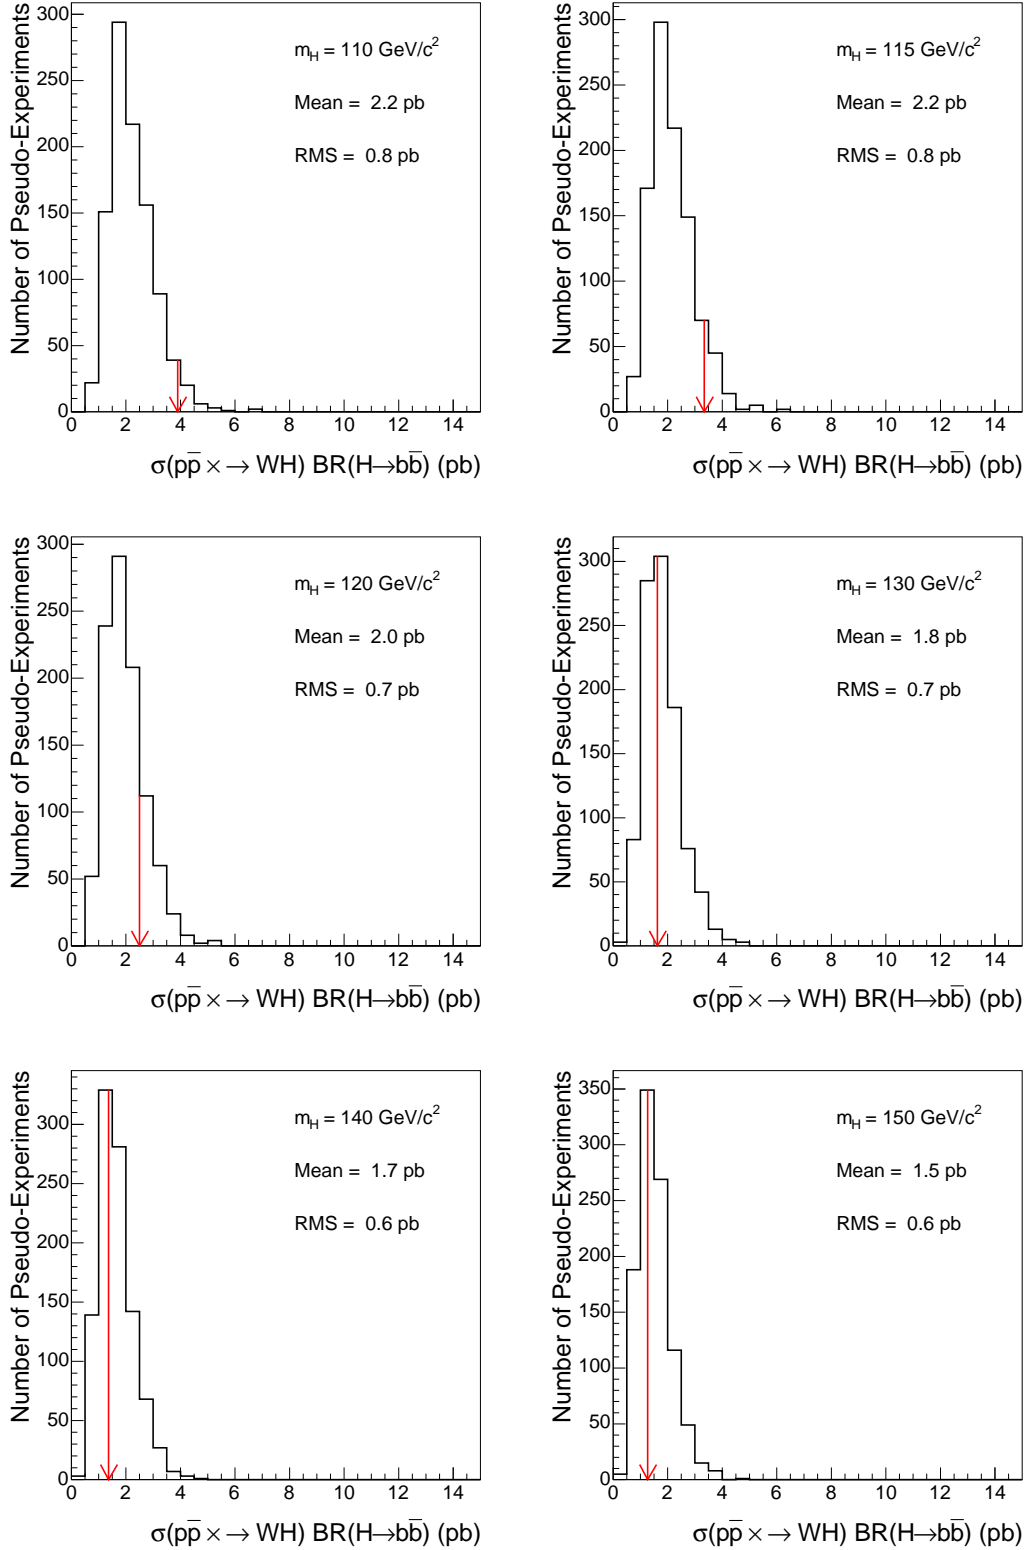 Number of Pseudo-Experiments
300
250
200
150
100
50
0
m_H = 110 GeV/c²
Mean = 2.2 pb
RMS = 0.8 pb
0 2 4 6 8 10 12 14
σ(pp̅ × → WH) BR(H→bb̅) (pb)
Number of Pseudo-Experiments
300
250
200
150
100
50
0
m_H = 115 GeV/c²
Mean = 2.2 pb
RMS = 0.8 pb
0 2 4 6 8 10 12 14
σ(pp̅ × → WH) BR(H→bb̅) (pb)
Number of Pseudo-Experiments
300
250
200
150
100
50
0
m_H = 120 GeV/c²
Mean = 2.0 pb
RMS = 0.7 pb
0 2 4 6 8 10 12 14
σ(pp̅ × → WH) BR(H→bb̅) (pb)
Number of Pseudo-Experiments
300
250
200
150
100
50
0
m_H = 130 GeV/c²
Mean = 1.8 pb
RMS = 0.7 pb
0 2 4 6 8 10 12 14
σ(pp̅ × → WH) BR(H→bb̅) (pb)
Number of Pseudo-Experiments
300
250
200
150
100
50
0
m_H = 140 GeV/c²
Mean = 1.7 pb
RMS = 0.6 pb
0 2 4 6 8 10 12 14
σ(pp̅ × → WH) BR(H→bb̅) (pb)
Number of Pseudo-Experiments
350
300
250
200
150
100
50
0
m_H = 150 GeV/c²
Mean = 1.5 pb
RMS = 0.6 pb
0 2 4 6 8 10 12 14
σ(pp̅ × → WH) BR(H→bb̅) (pb)